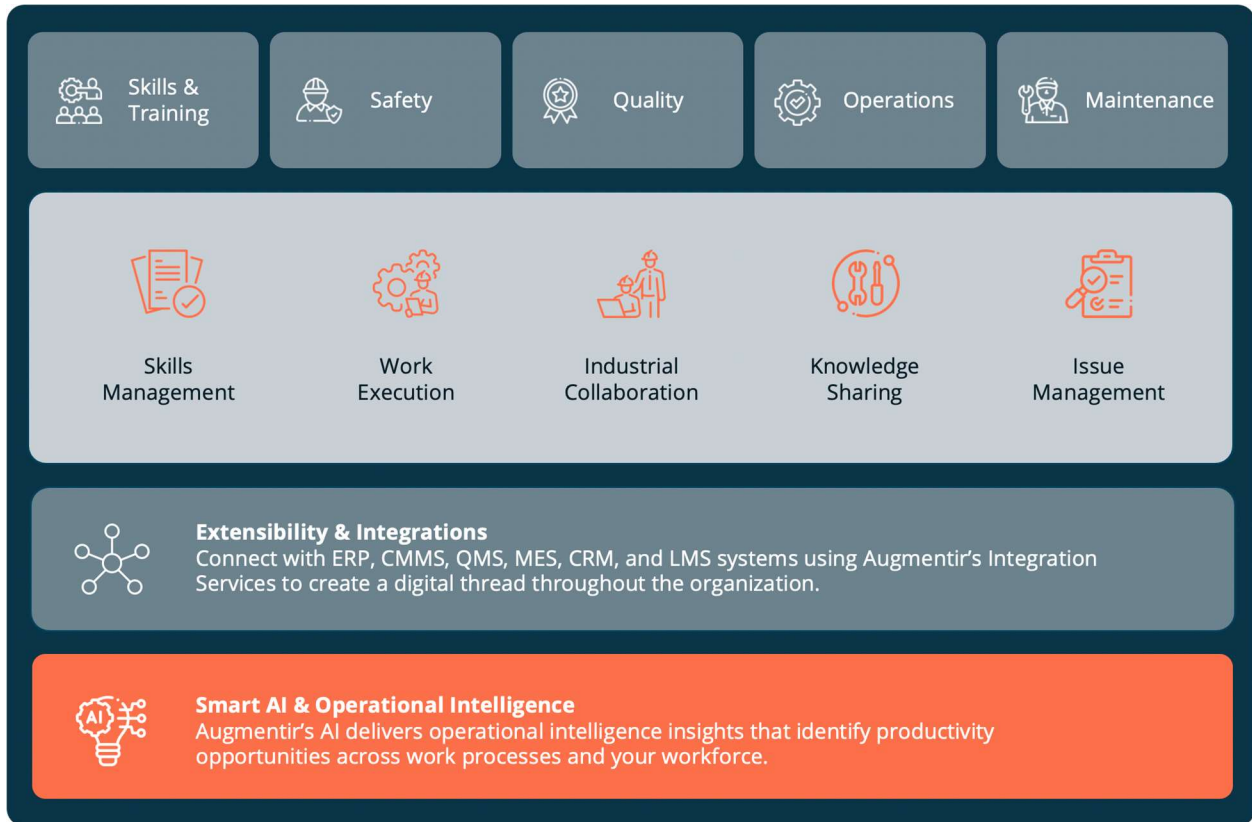 Skills &
Training
Safety
Quality
Operations
Maintenance
Skills
Management
Work
Execution
Industrial
Collaboration
Knowledge
Sharing
Issue
Management
Extensibility & Integrations
Connect with ERP, CMMS, QMS, MES, CRM, and LMS systems using Augmentir's Integration
Services to create a digital thread throughout the organization.
AI
Smart AI & Operational Intelligence
Augmentir's AI delivers operational intelligence insights that identify productivity
opportunities across work processes and your workforce.